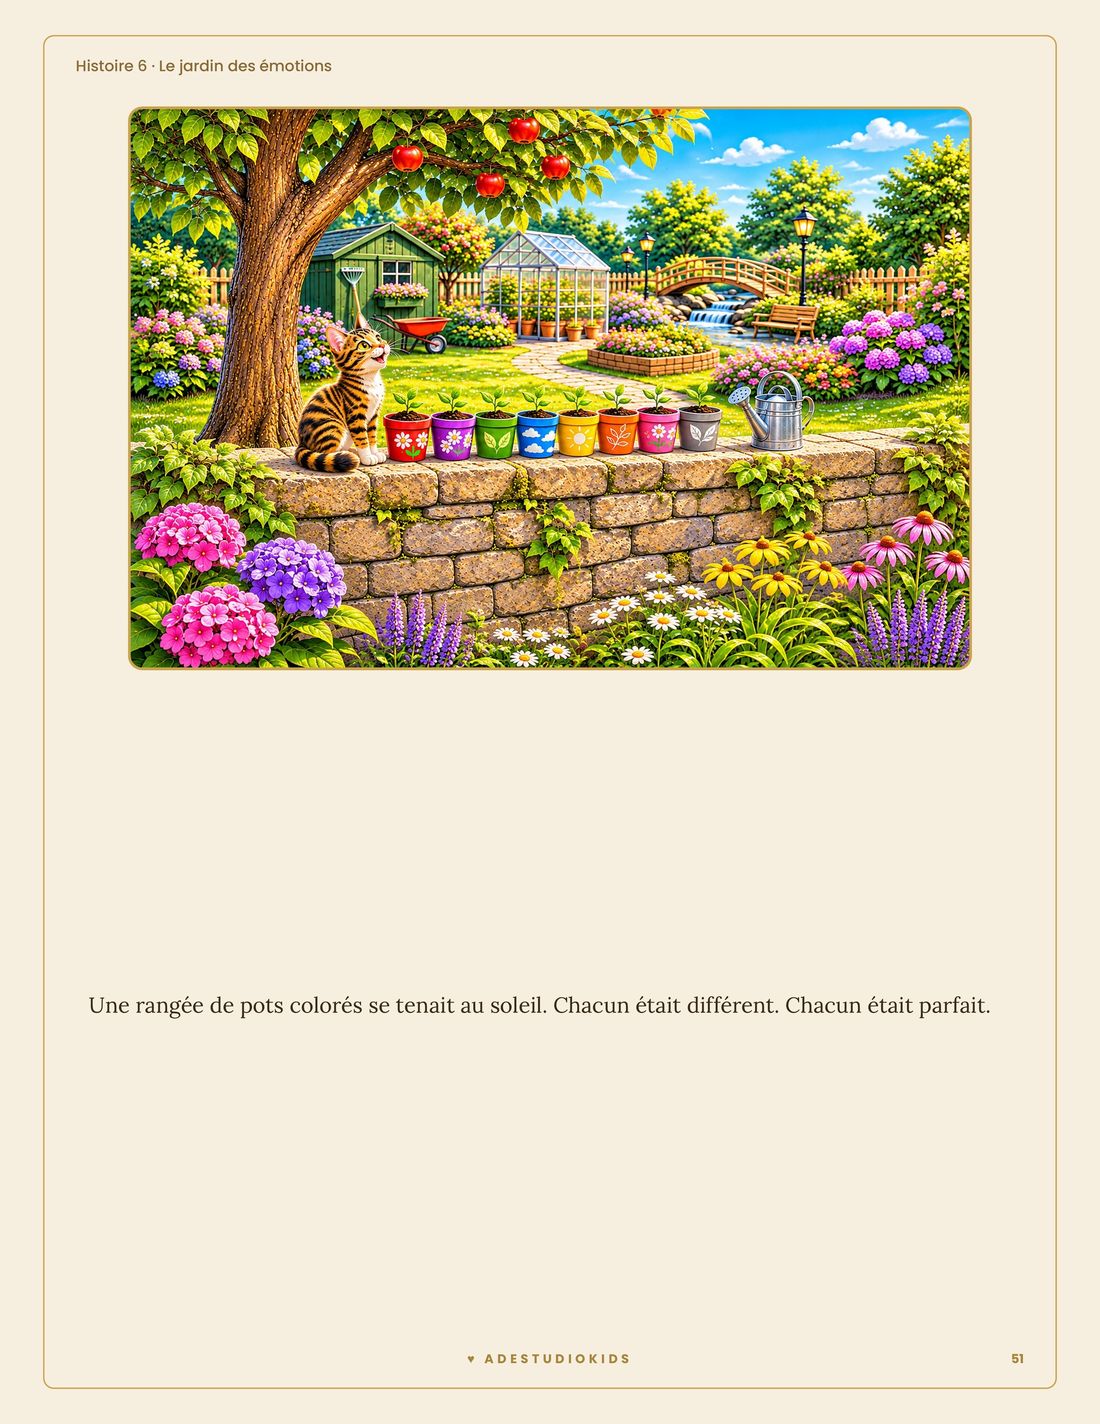 Histoire 6 · Le jardin des émotions
Une rangée de pots colorés se tenait au soleil. Chacun était différent. Chacun était parfait.
♥ ADESTUDIOKIDS
51